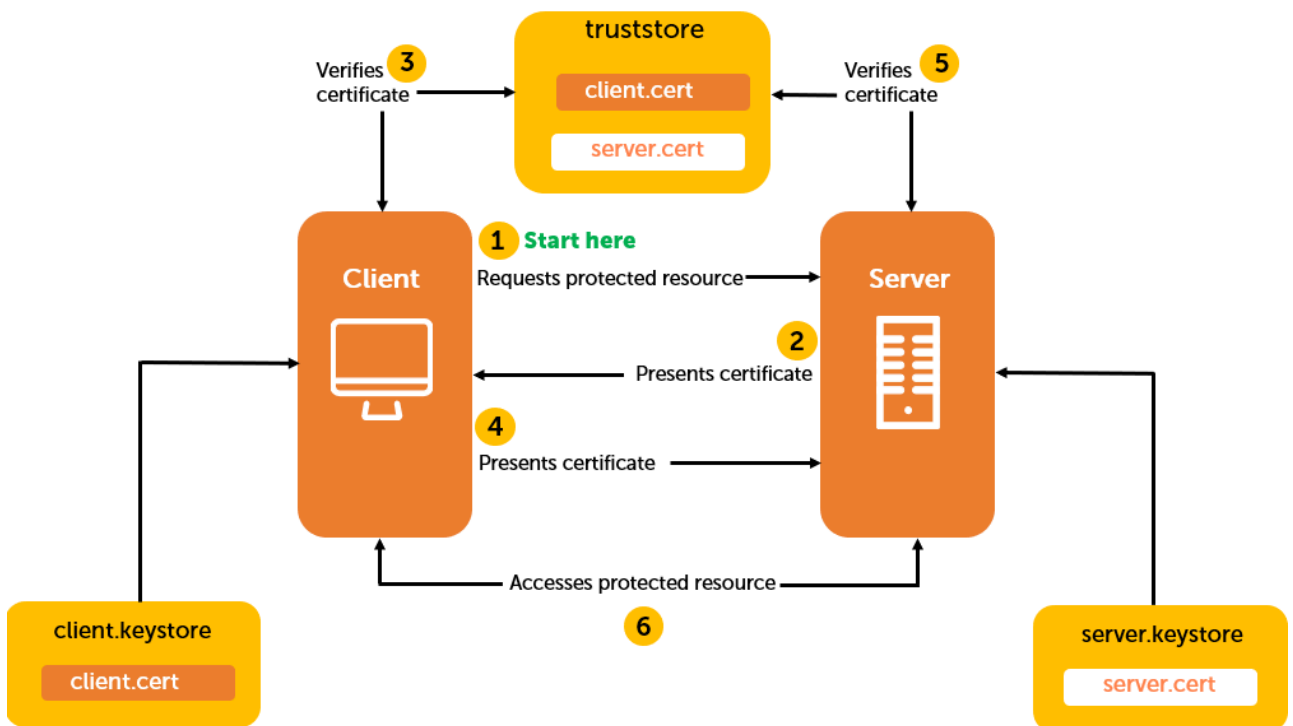 truststore
client.cert
server.cert
Verifies 3
certificate
Verifies 5
certificate
1 Start here
Requests protected resource
Client
Server
2
Presents certificate
4
Presents certificate
Accesses protected resource
6
client.keystore
client.cert
server.keystore
server.cert